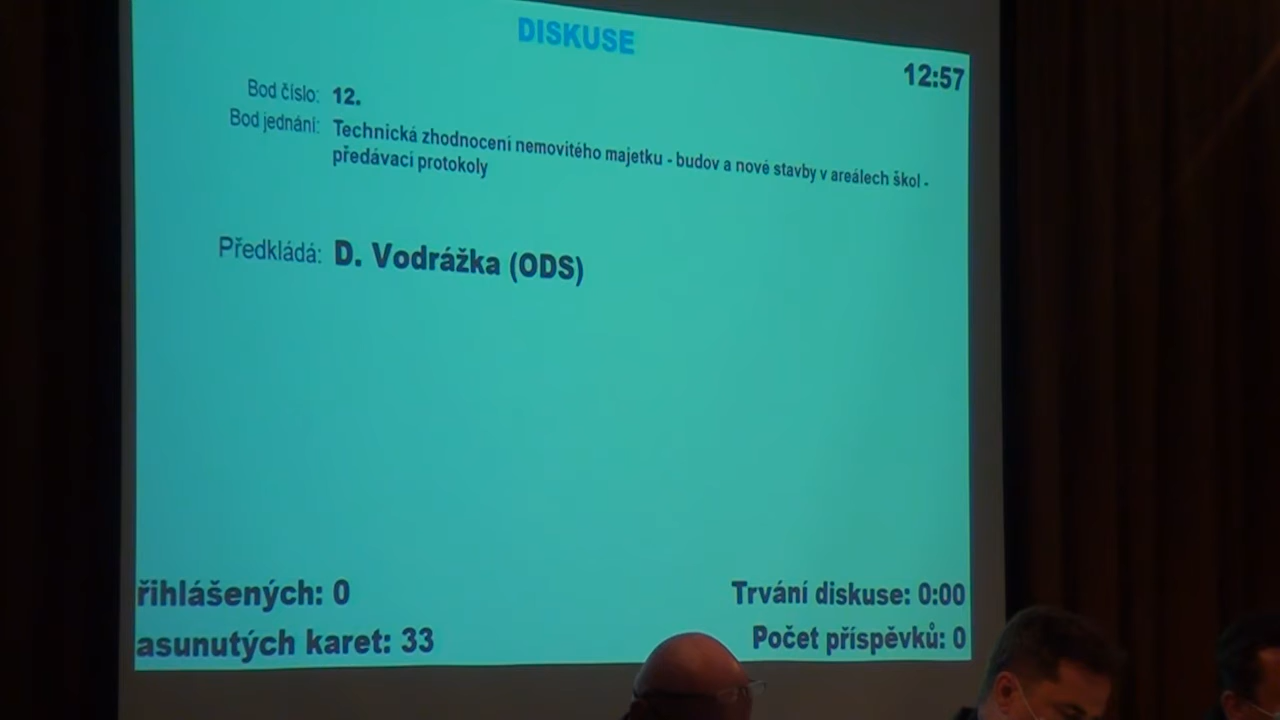 DISKUSE
12:57
Bod číslo: 12.
Bod jednání: Technická zhodnocení nemovitého majetku - budov a nové stavby v areálech škol -
předávací protokoly
Předkládá: D. Vodrážka (ODS)
řihlášených: 0
Trvání diskuse: 0:00
asunutých karet: 33
Počet příspěvků: 0